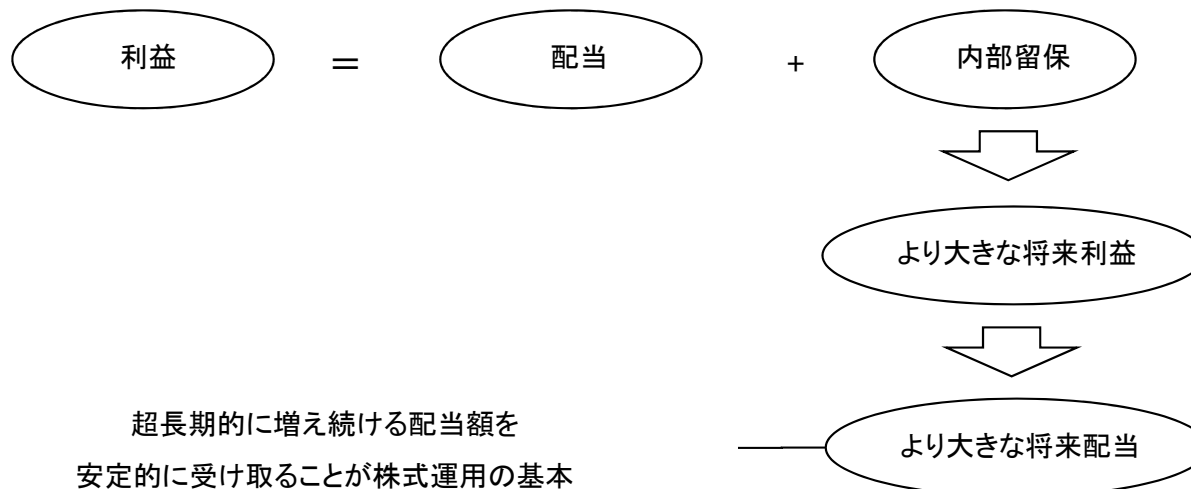 利益 = 配当 + 内部留保
より大きな将来利益
超長期的に増え続ける配当額を
安定的に受け取ることが株式運用の基本
より大きな将来配当